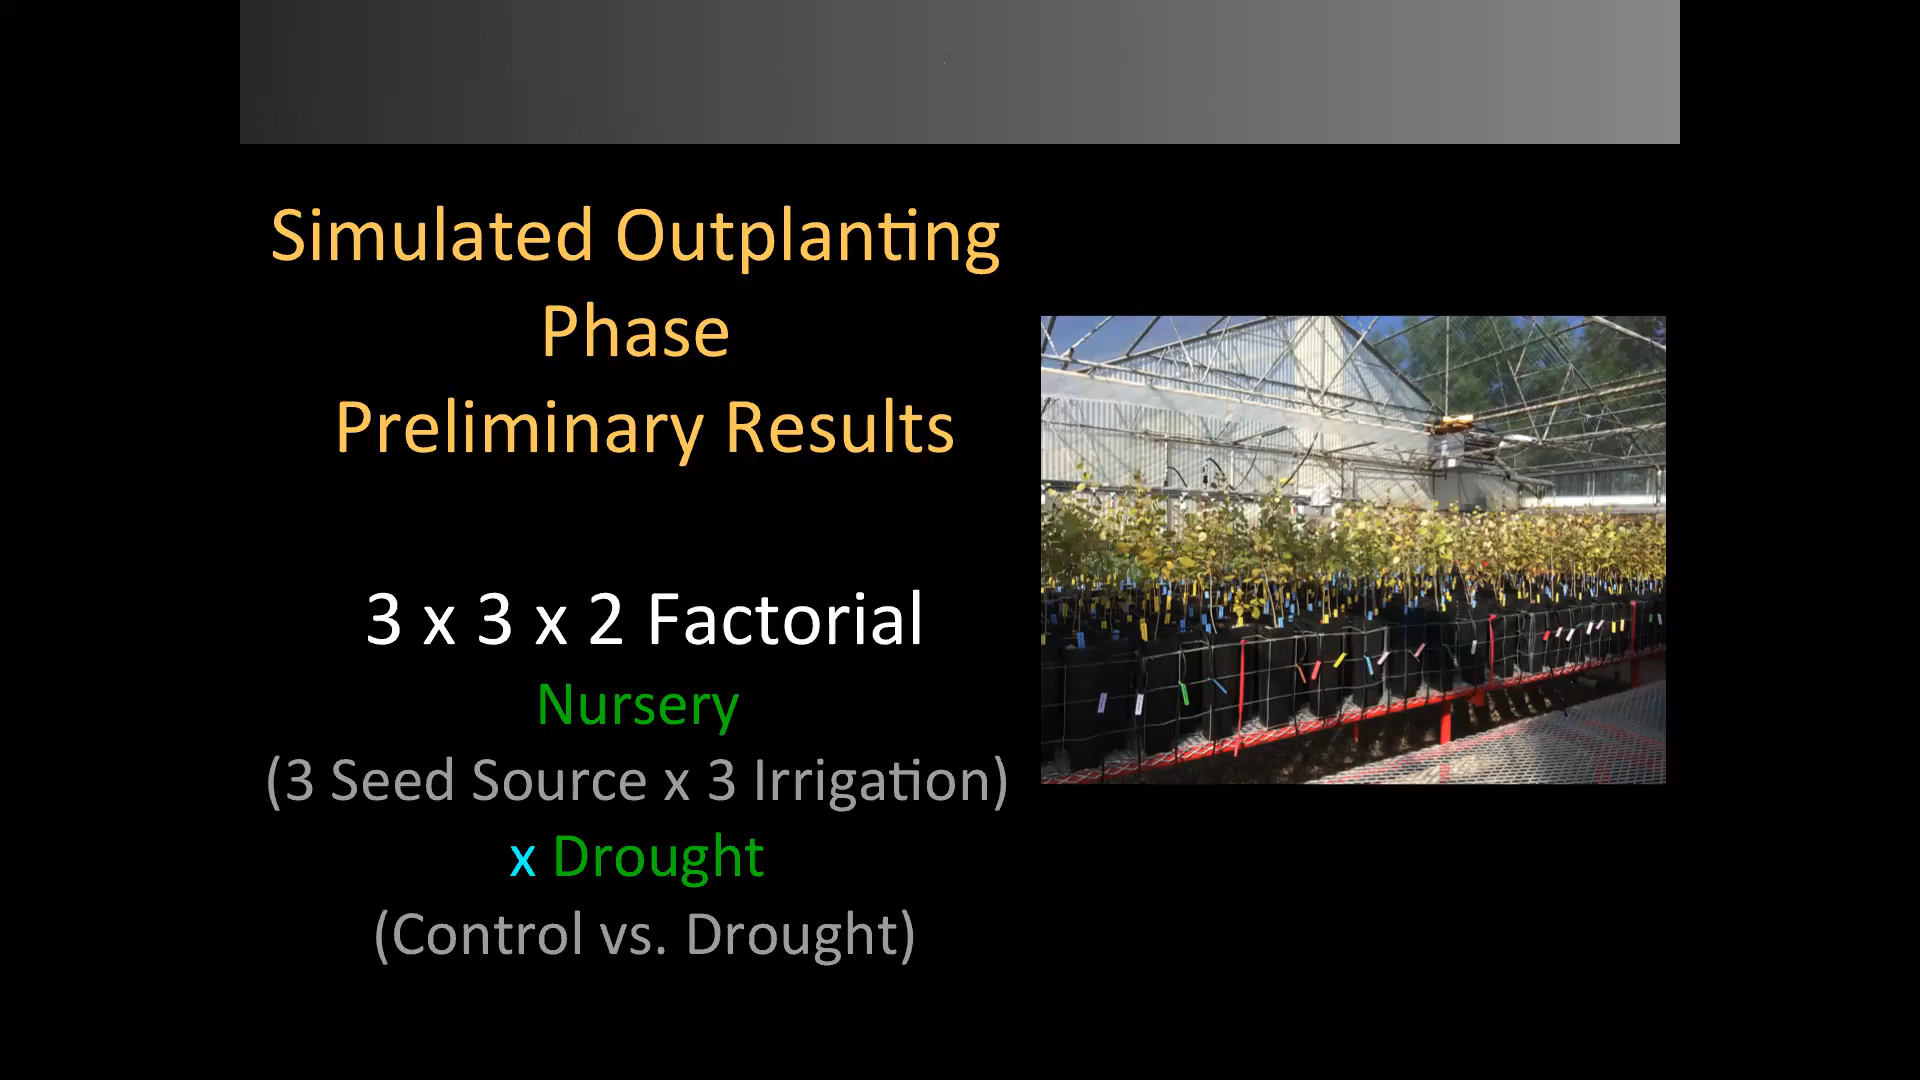 Simulated Outplanting
Phase
Preliminary Results
3 x 3 x 2 Factorial
Nursery
(3 Seed Source x 3 Irrigation)
x Drought
(Control vs. Drought)